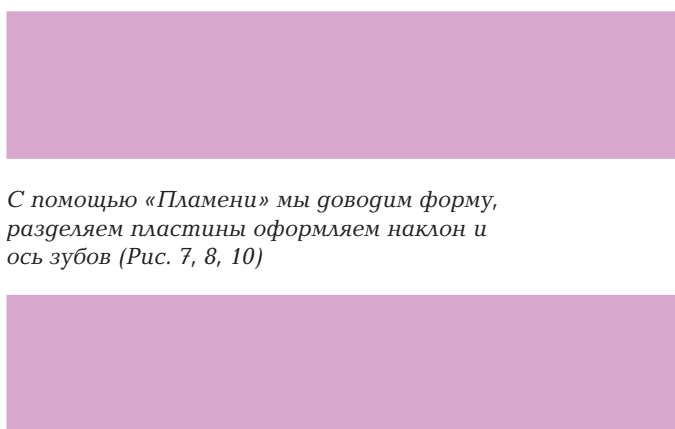 С помощью «Пламени» мы доводим форму,
разделяем пластины оформляем наклон и
ось зубов (Рис. 7, 8, 10)